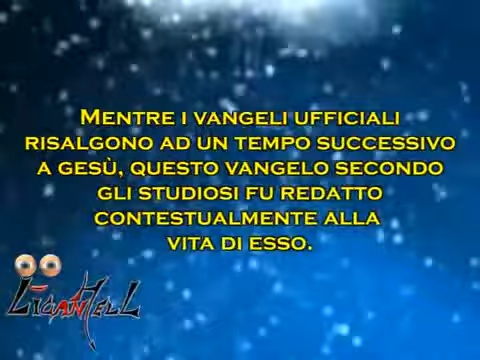 Mentre i vangeli ufficiali
risalgono ad un tempo successivo
a Gesù, questo vangelo secondo
gli studiosi fu redatto
contestualmente alla
vita di esso.
LicantHell